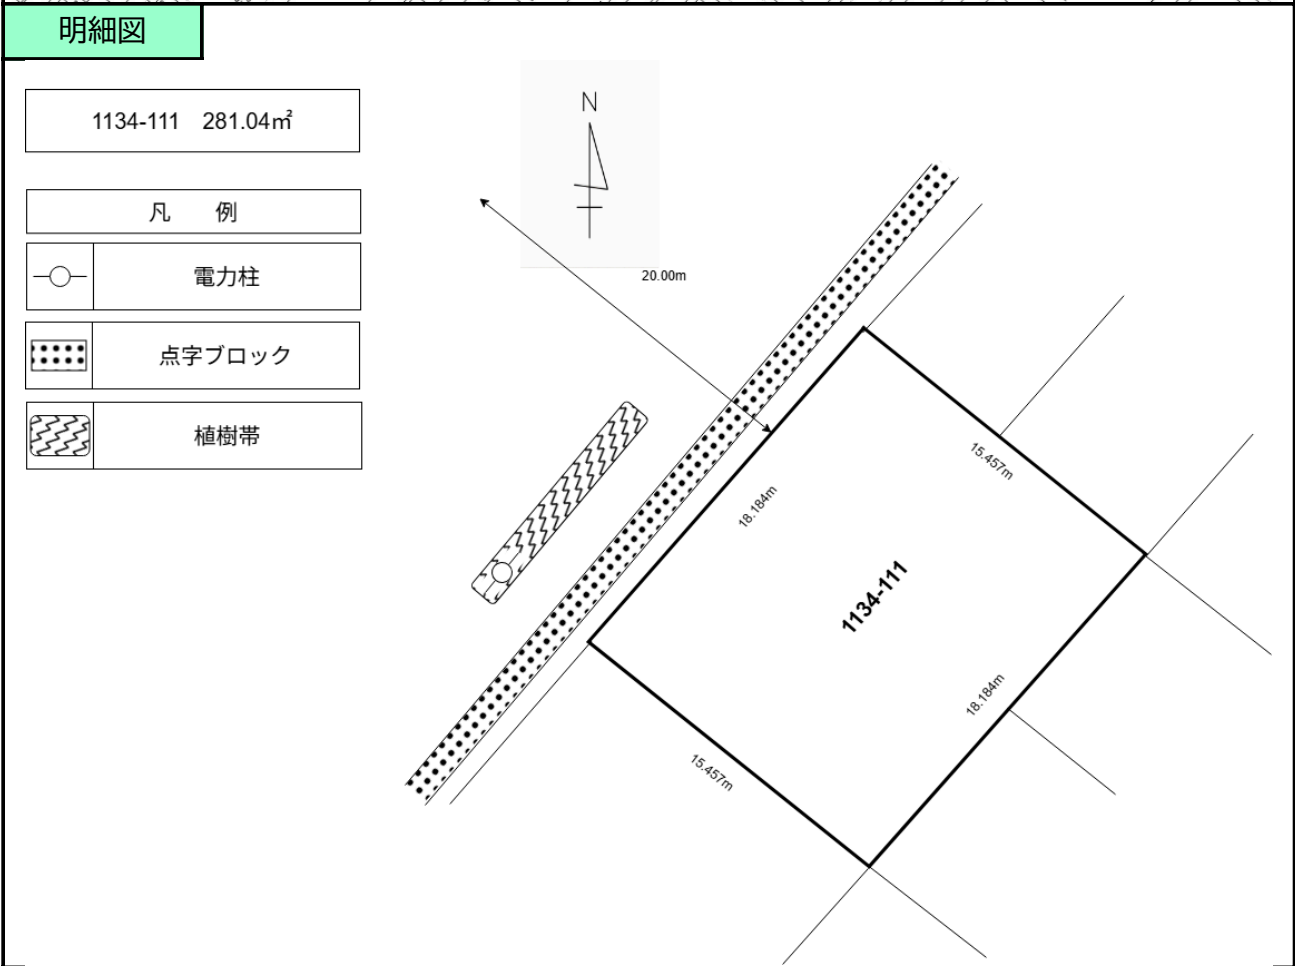 明細図
1134-111　281.04㎡
凡　　例
電力柱
点字ブロック
植樹帯
N
20.00m
15.457m
18.184m
1134-111
18.184m
15.457m